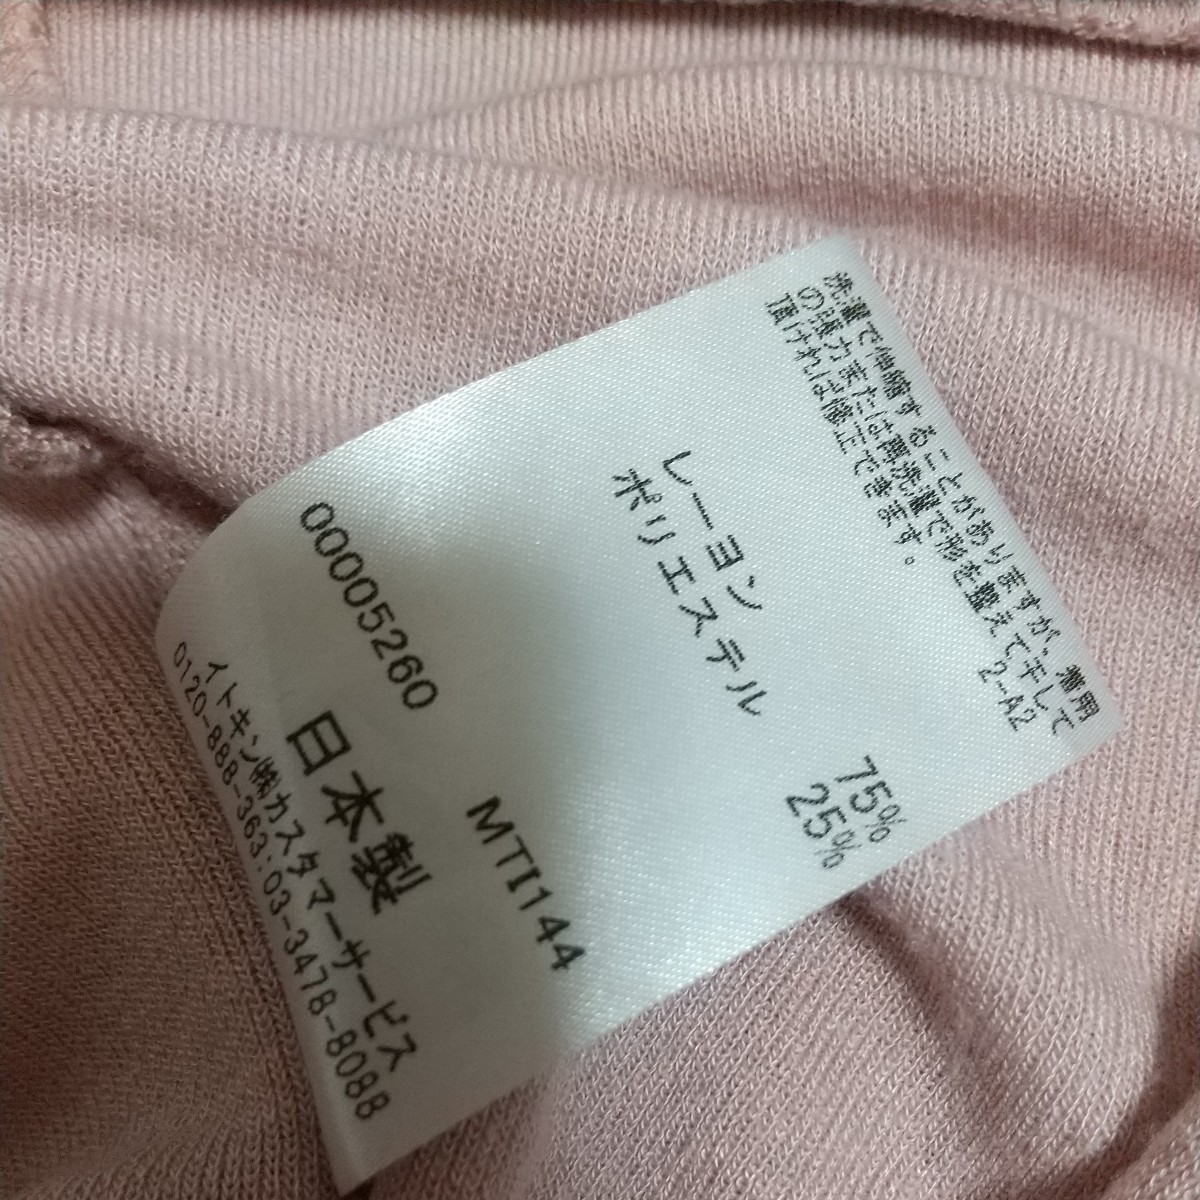 洗濯で伸縮することがありますが、着用
の張力または再洗濯で形を整えて干して
頂ければ修正できます。 2-A2
レーヨン 75%
ポリエステル 25%
00005260 MTI144
日本製
イトキン㈱カスタマーサービス
0120-888-363:03-3478-8088